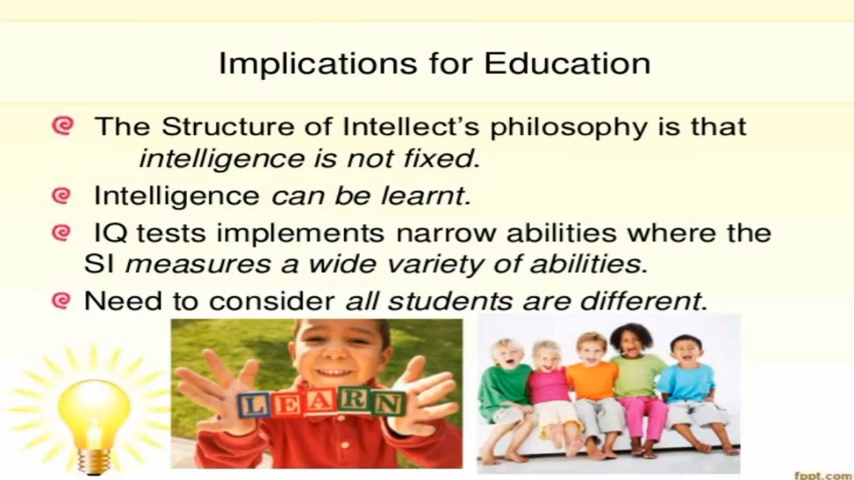 Implications for Education
The Structure of Intellect's philosophy is that
intelligence is not fixed.
Intelligence can be learnt.
IQ tests implements narrow abilities where the
SI measures a wide variety of abilities.
Need to consider all students are different.
LEARN
fppt.com